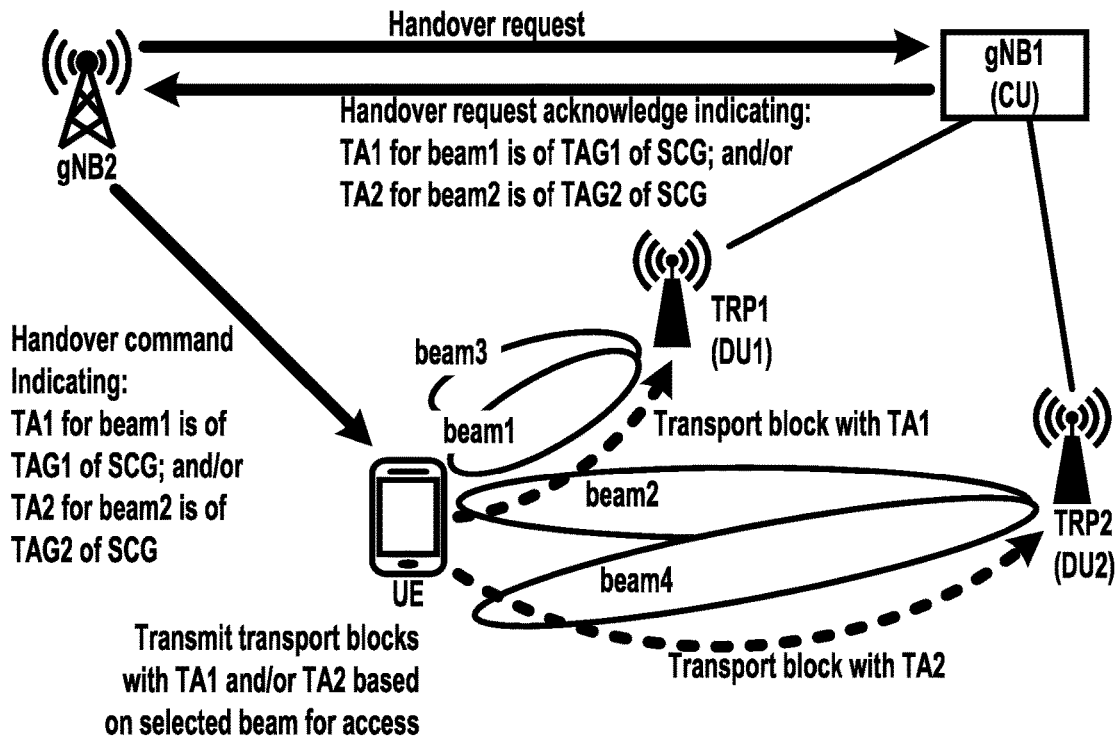 Handover request
gNB1
(CU)
Handover request acknowledge indicating:
TA1 for beam1 is of TAG1 of SCG; and/or
TA2 for beam2 is of TAG2 of SCG
gNB2
TRP1
(DU1)
Handover command
Indicating:
TA1 for beam1 is of
TAG1 of SCG; and/or
TA2 for beam2 is of
TAG2 of SCG
beam3
beam1
Transport block with TA1
beam2
TRP2
(DU2)
beam4
UE
Transmit transport blocks
with TA1 and/or TA2 based
on selected beam for access
Transport block with TA2